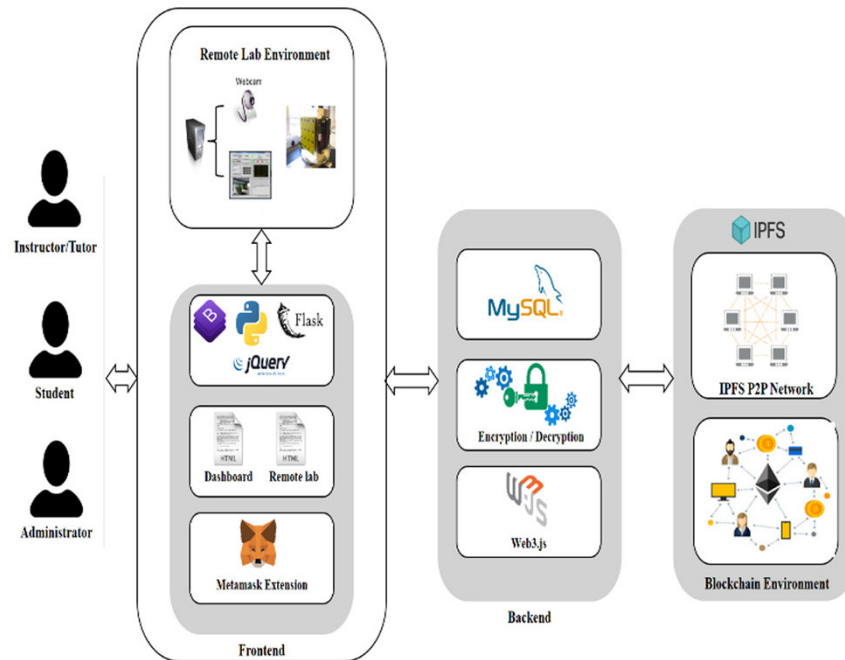 Remote Lab Environment
Webcam
Instructor/Tutor
Student
Administrator
B
Flask
jQuery
HTML
HTML
Dashboard
Remote lab
Metamask Extension
Frontend
MySQL
Encryption / Decryption
Web3.js
Backend
IPFS
IPFS P2P Network
Blockchain Environment